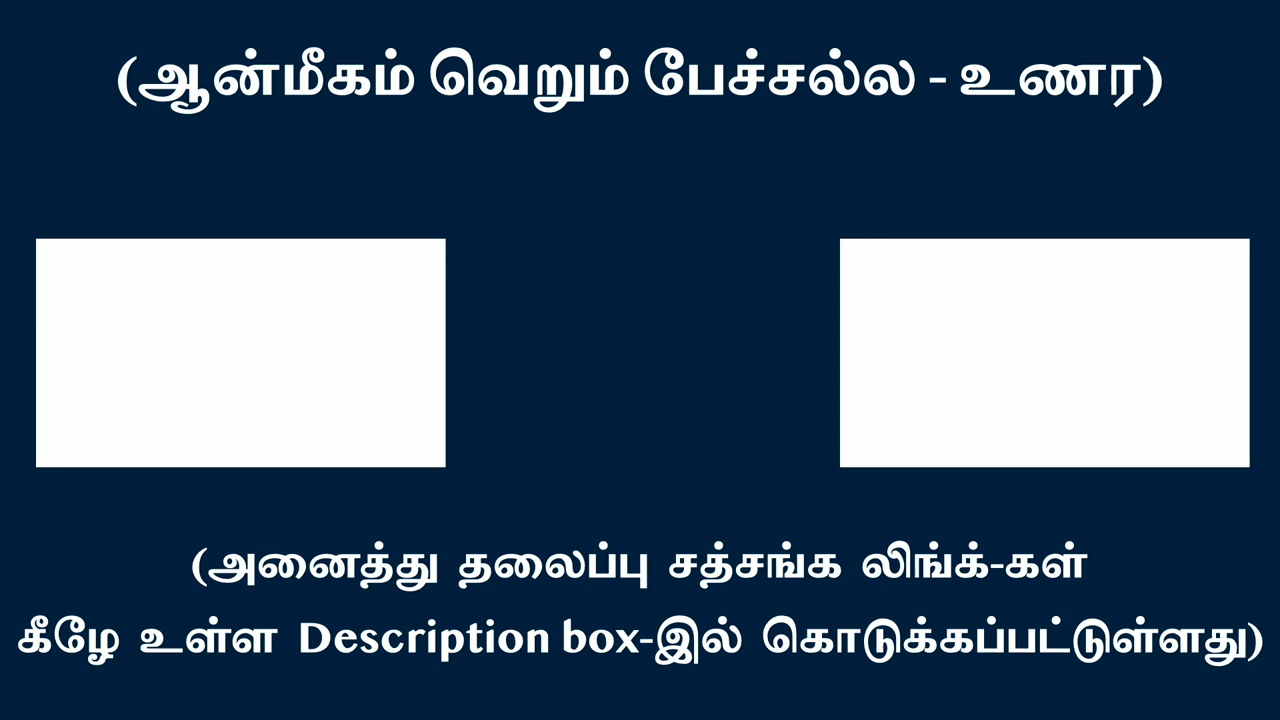 (ஆன்மீகம் வெறும் பேச்சல்ல - உணர)
(அனைத்து தலைப்பு சத்சங்க லிங்க்-கள்
கீழே உள்ள Description box-இல் கொடுக்கப்பட்டுள்ளது)